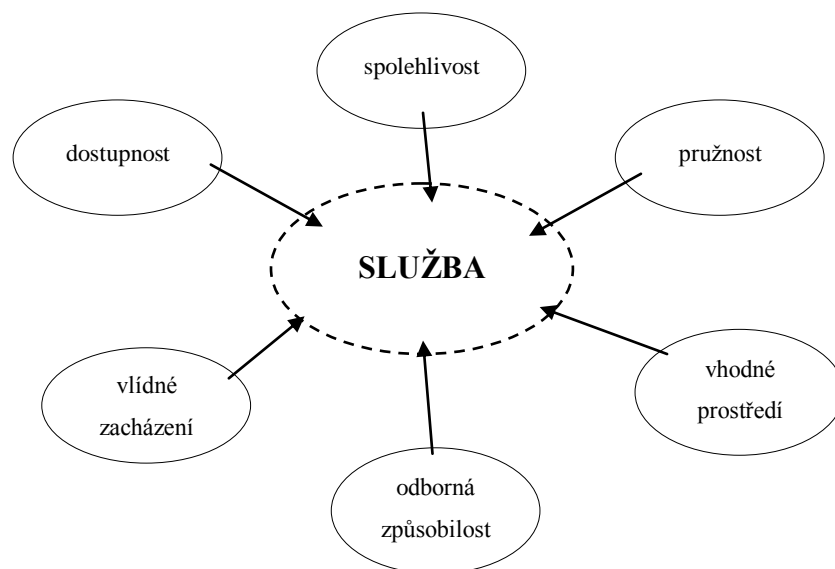 spolehlivost
dostupnost
pružnost
SLUŽBA
vlídné
zacházení
vhodné
prostředí
odborná
způsobilost